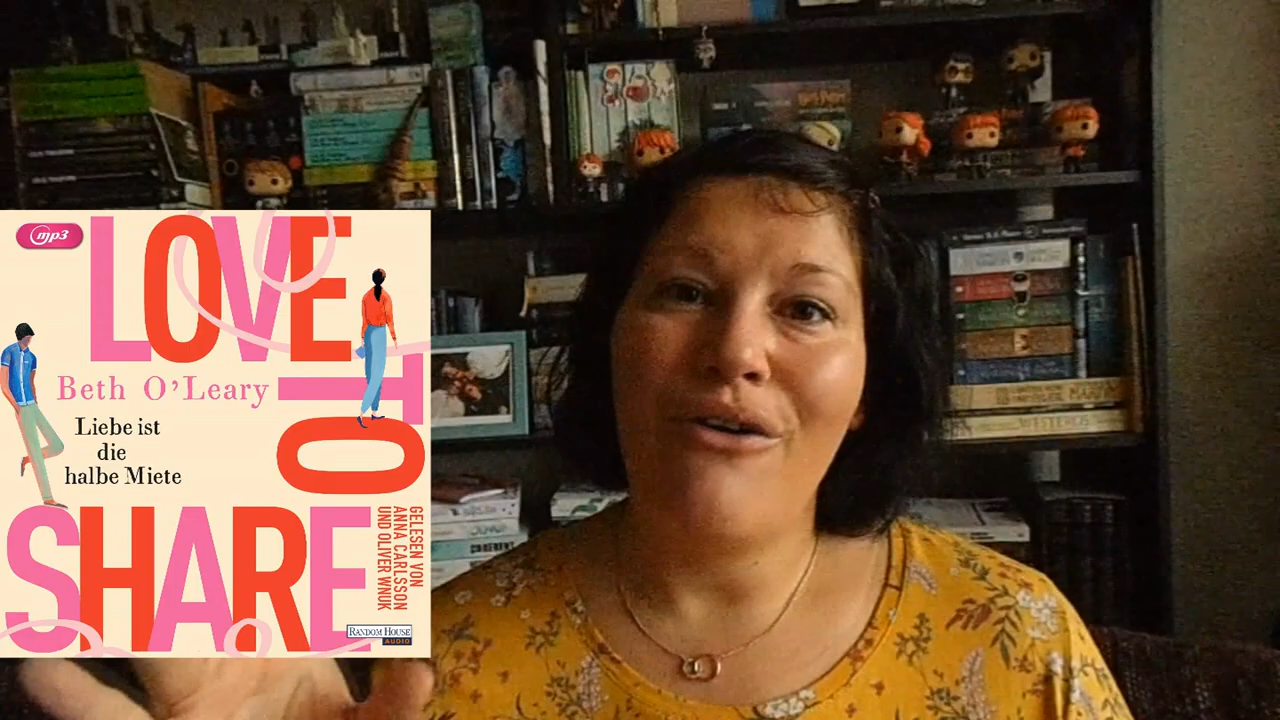 mp3
LOVE
Beth O'Leary
TO
Liebe ist
die
halbe Miete
SHARE
GELESEN VON
ANNA CARLSSON
UND OLIVER WNUK
RANDOM HOUSE
AUDIO
WESTEROS